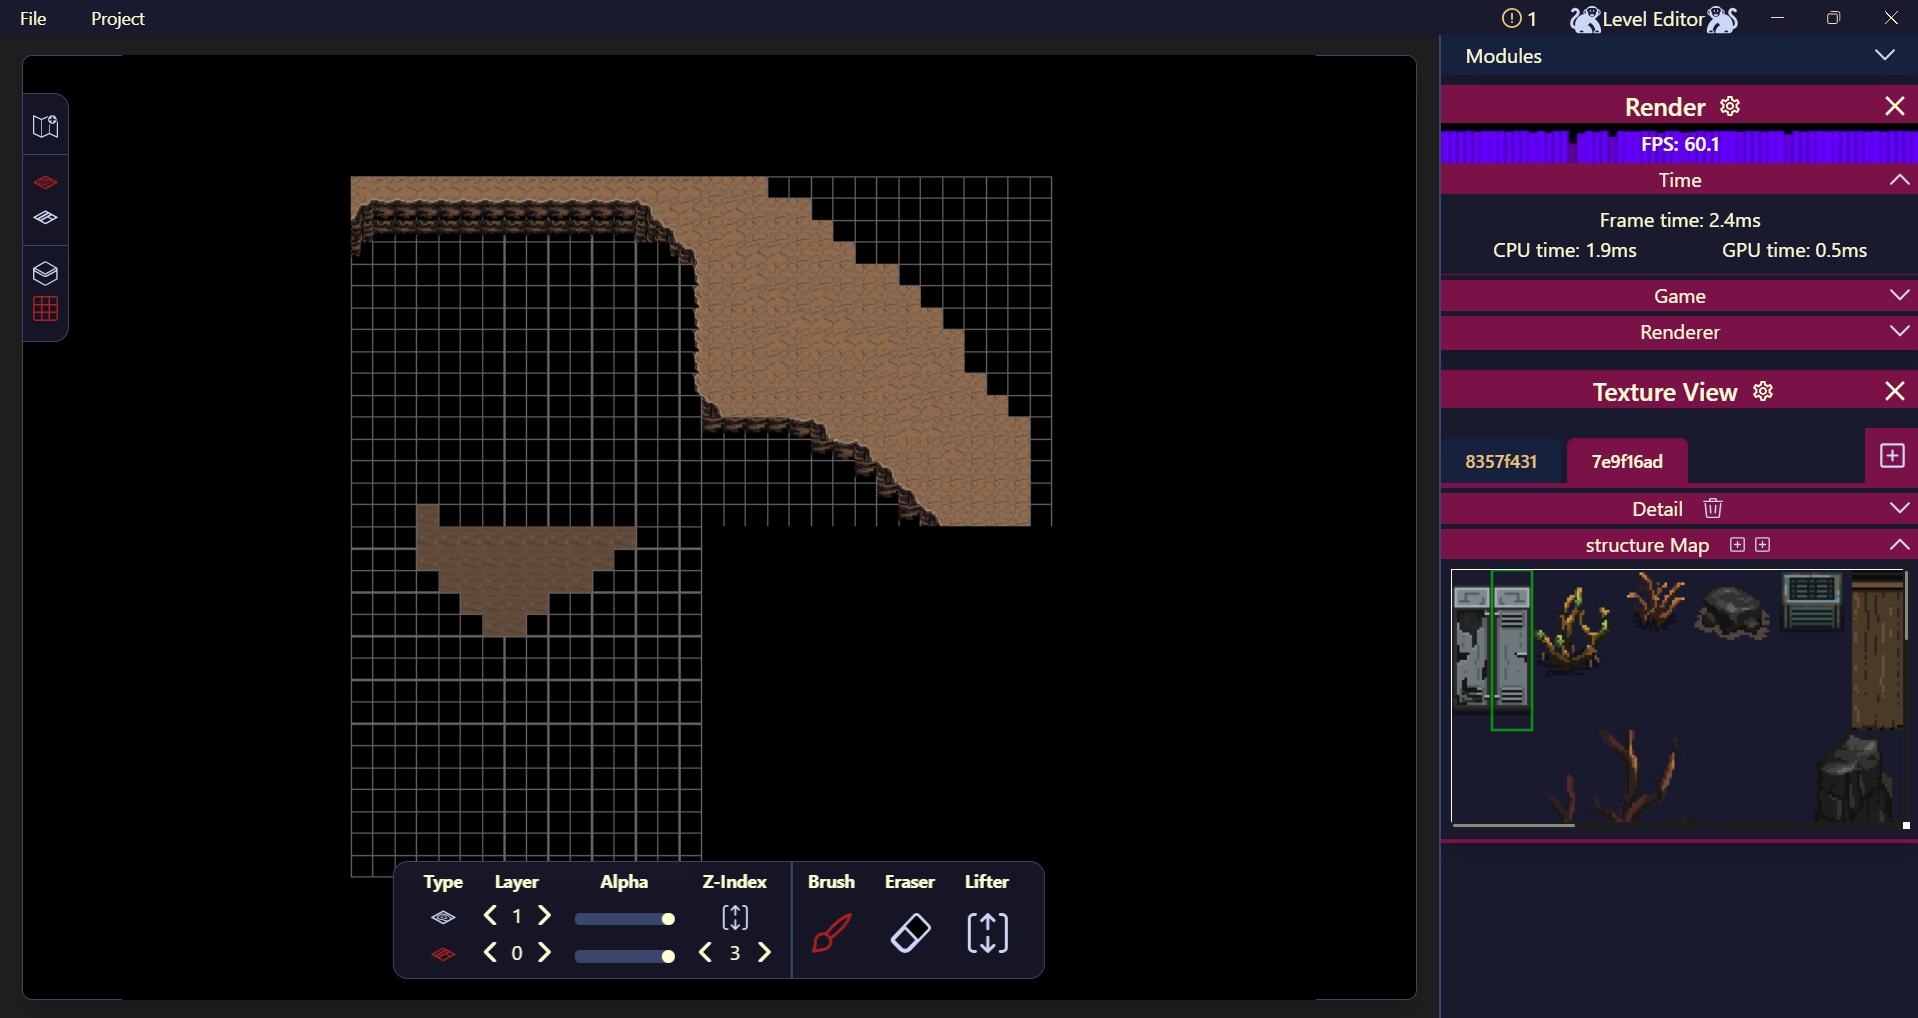 File Project 1 Level Editor
Modules
Render
FPS: 60.1
Time
Frame time: 2.4ms
CPU time: 1.9ms GPU time: 0.5ms
Game
Renderer
Texture View
8357f431 7e9f16ad
Detail
structure Map
Type Layer Alpha Z-Index Brush Eraser Lifter
1
0 3